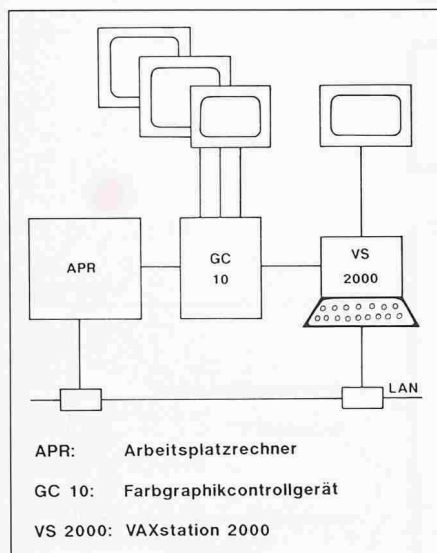 APR
GC
10
VS
2000
LAN
APR: Arbeitsplatzrechner
GC 10: Farbgraphikcontrollgerät
VS 2000: VAXstation 2000